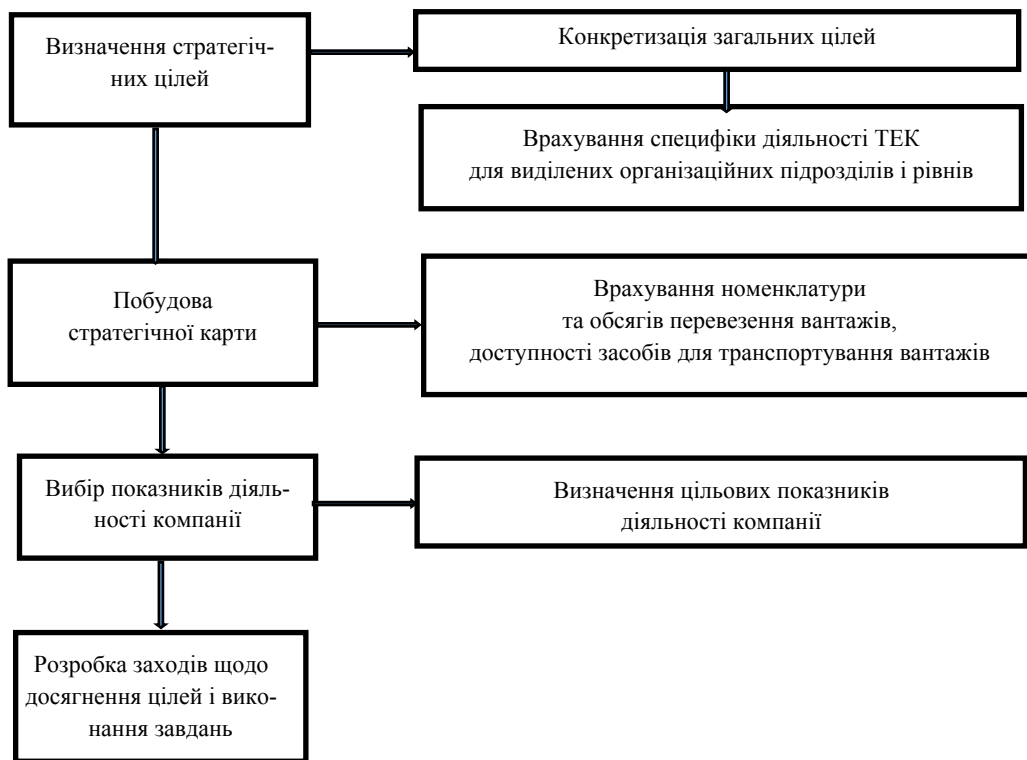 Визначення стратегіч-
них цілей
Конкретизація загальних цілей
Врахування специфіки діяльності ТЕК
для виділених організаційних підрозділів і рівнів
Побудова
стратегічної карти
Врахування номенклатури
та обсягів перевезення вантажів,
доступності засобів для транспортування вантажів
Вибір показників діяль-
ності компанії
Визначення цільових показників
діяльності компанії
Розробка заходів щодо
досягнення цілей і вико-
нання завдань